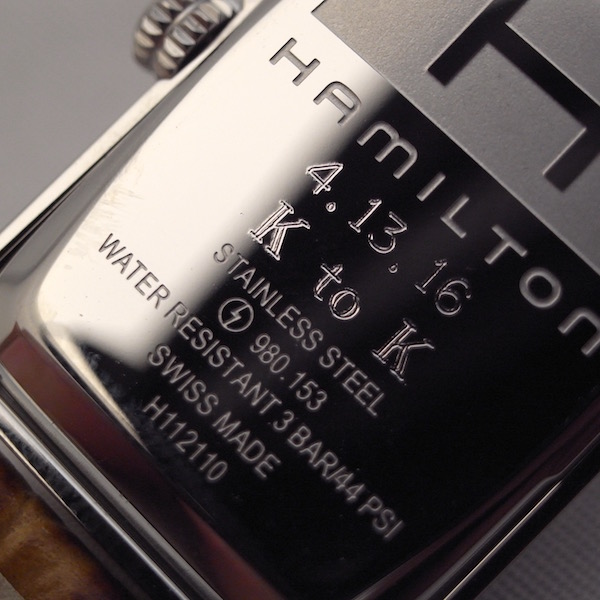 HAMILTON
4.13.16
K to K
STAINLESS STEEL
980.153
WATER RESISTANT 3 BAR/44 PSI
SWISS MADE
H112110